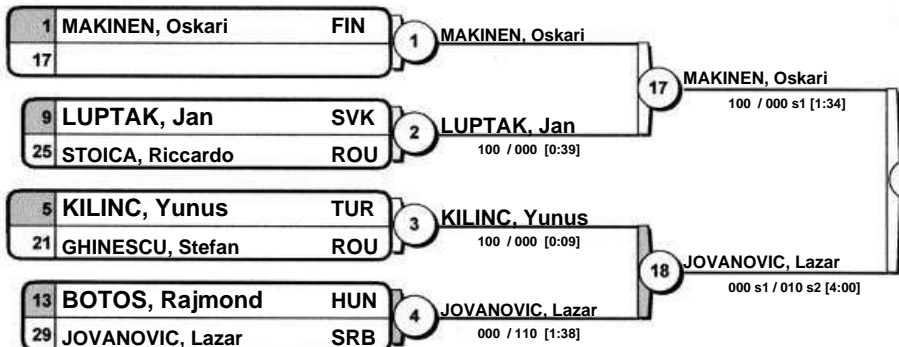 1 MAKINEN, Oskari FIN
17
1 MAKINEN, Oskari
17 MAKINEN, Oskari
100 / 000 s1 [1:34]
9 LUPTAK, Jan SVK
25 STOICA, Riccardo ROU
2 LUPTAK, Jan
100 / 000 [0:39]
5 KILINC, Yunus TUR
21 GHINESCU, Stefan ROU
3 KILINC, Yunus
100 / 000 [0:09]
18 JOVANOVIC, Lazar
000 s1 / 010 s2 [4:00]
13 BOTOS, Rajmond HUN
29 JOVANOVIC, Lazar SRB
4 JOVANOVIC, Lazar
000 / 110 [1:38]